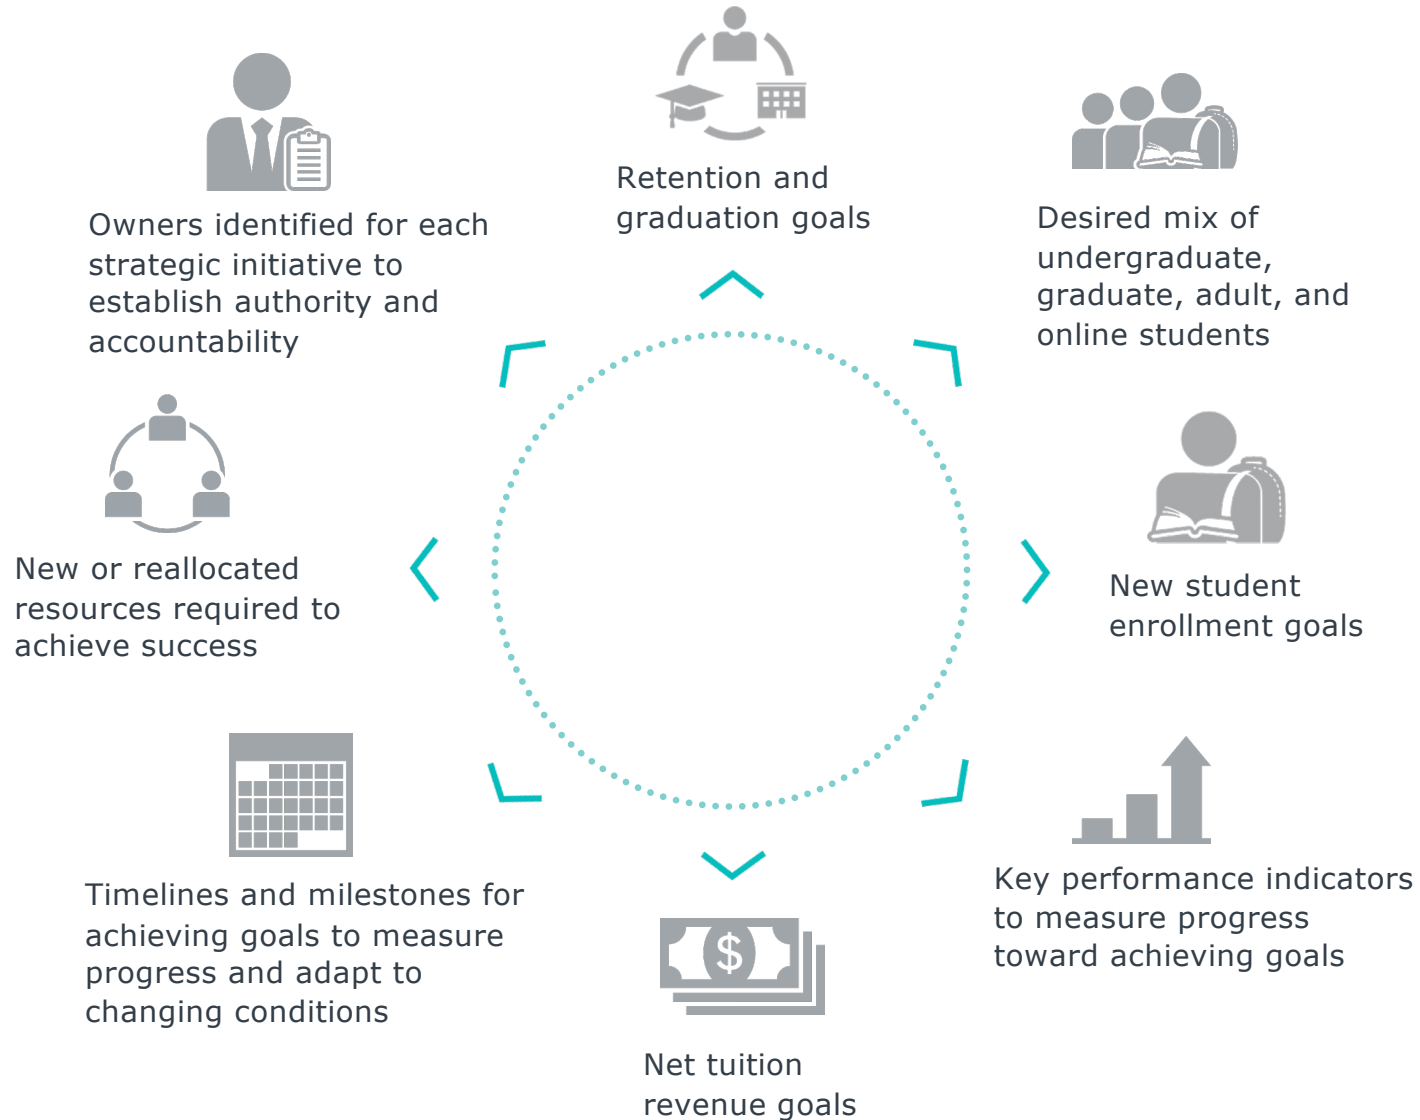 Retention and
graduation goals
Owners identified for each
strategic initiative to
establish authority and
accountability
Desired mix of
undergraduate,
graduate, adult, and
online students
New or reallocated
resources required to
achieve success
New student
enrollment goals
Timelines and milestones for
achieving goals to measure
progress and adapt to
changing conditions
Key performance indicators
to measure progress
toward achieving goals
$
Net tuition
revenue goals